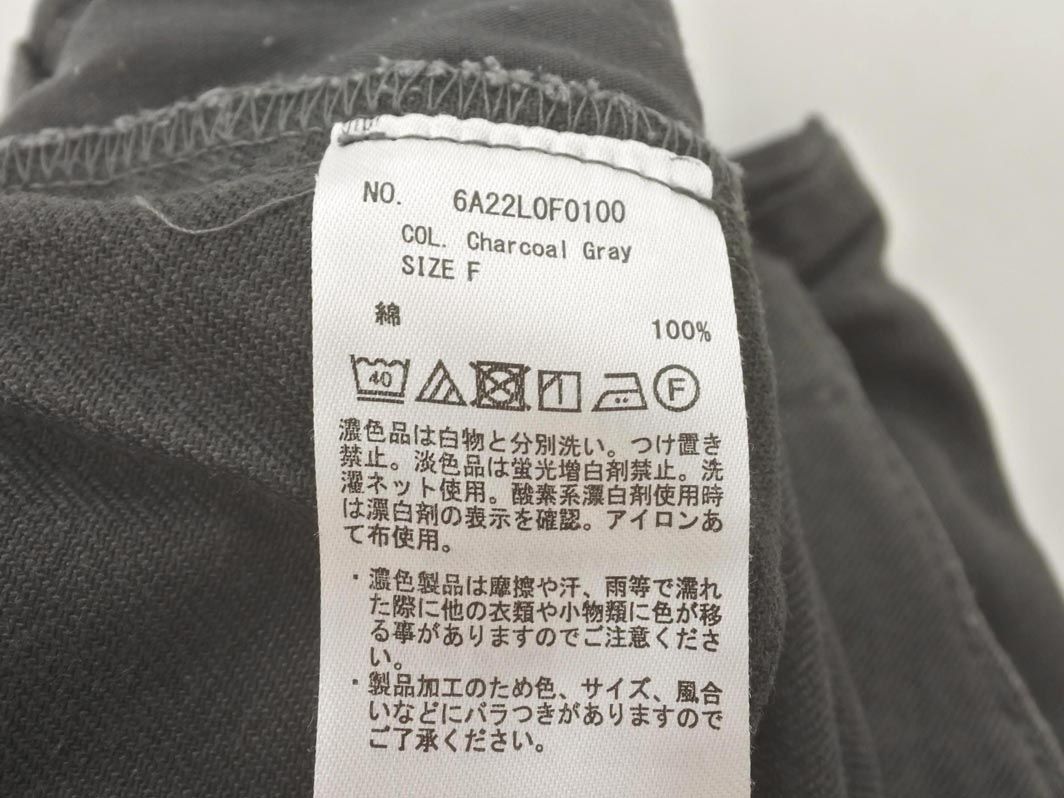 NO. 6A22L0F0100
COL. Charcoal Gray
SIZE F
綿 100%
40 F
濃色品は白物と分別洗い。つけ置き
禁止。淡色品は蛍光増白剤禁止。洗
濯ネット使用。酸素系漂白剤使用時
は漂白剤の表示を確認。アイロンあ
て布使用。
・濃色製品は摩擦や汗、雨等で濡れ
た際に他の衣類や小物類に色が移
る事がありますのでご注意くださ
い。
・製品加工のため色、サイズ、風合
いなどにバラつきがありますので
ご了承ください。